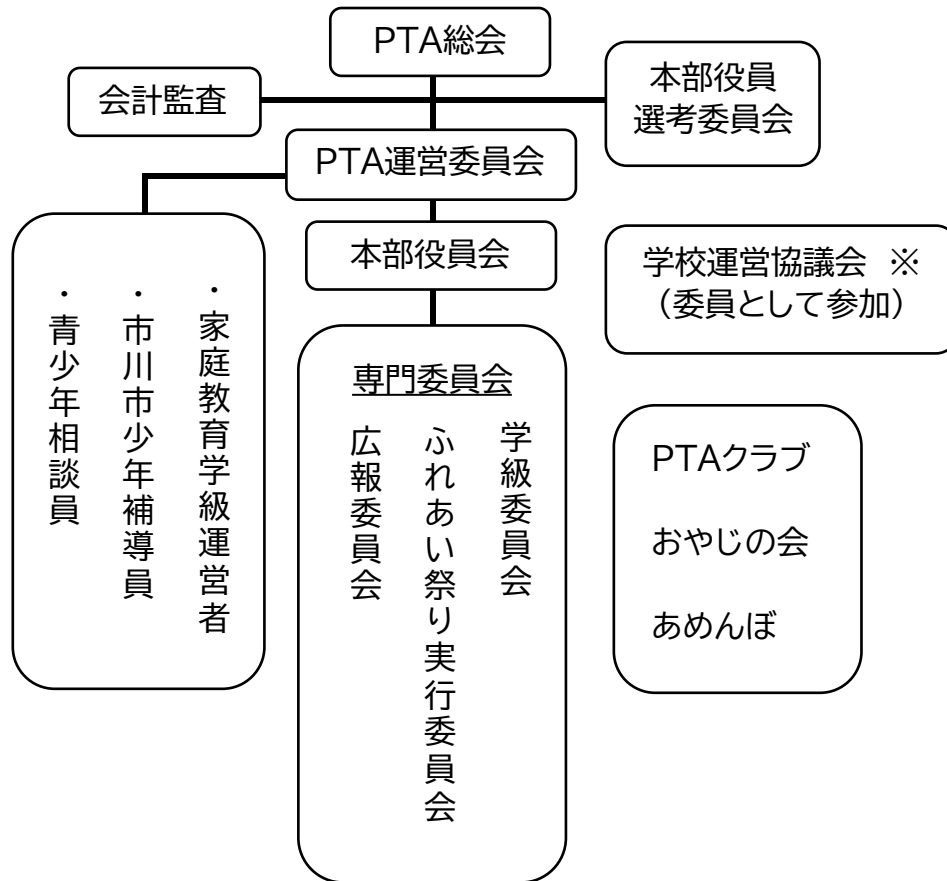 PTA総会
会計監査
本部役員
選考委員会
PTA運営委員会
本部役員会
学校運営協議会　※
（委員として参加）
・家庭教育学級運営者
・市川市少年補導員
・青少年相談員
専門委員会
学級委員会
ふれあい祭り実行委員会
広報委員会
PTAクラブ
おやじの会
あめんぼ